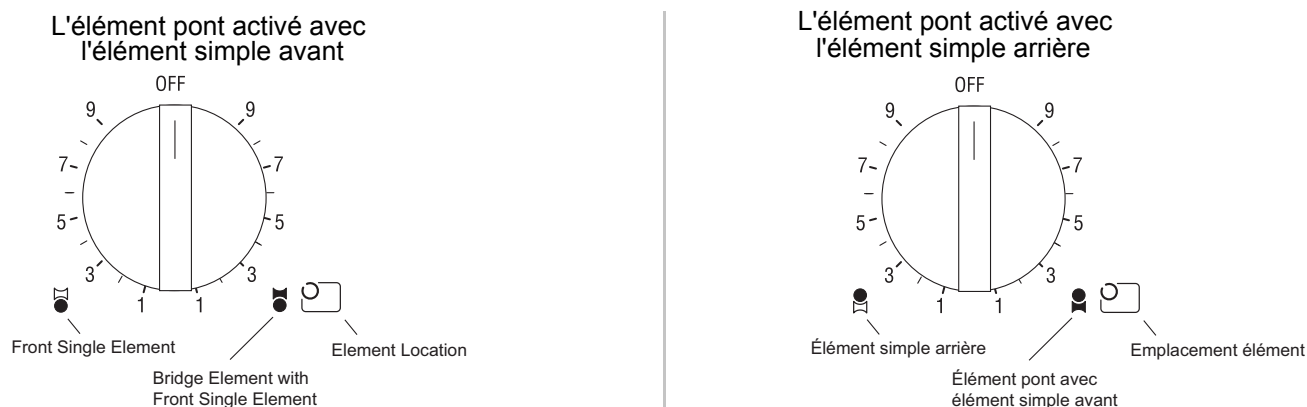 L'élément pont activé avec
l'élément simple avant
OFF
9
9
7
7
5
5
3
3
1
1
Front Single Element
Element Location
Bridge Element with
Front Single Element
L'élément pont activé avec
l'élément simple arrière
OFF
9
9
7
7
5
5
3
3
1
1
Élément simple arrière
Emplacement élément
Élément pont avec
élément simple avant